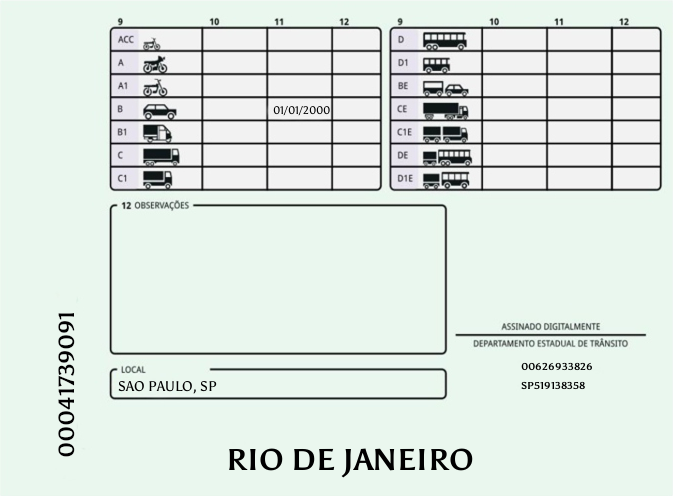 9 10 11 12
ACC
A
A1
B 01/01/2000
B1
C
C1
9 10 11 12
D
D1
BE
CE
C1E
DE
D1E
12 OBSERVAÇÕES
ASSINADO DIGITALMENTE
DEPARTAMENTO ESTADUAL DE TRÂNSITO
00626933826
SP519138358
LOCAL
SAO PAULO, SP
00041739091
RIO DE JANEIRO